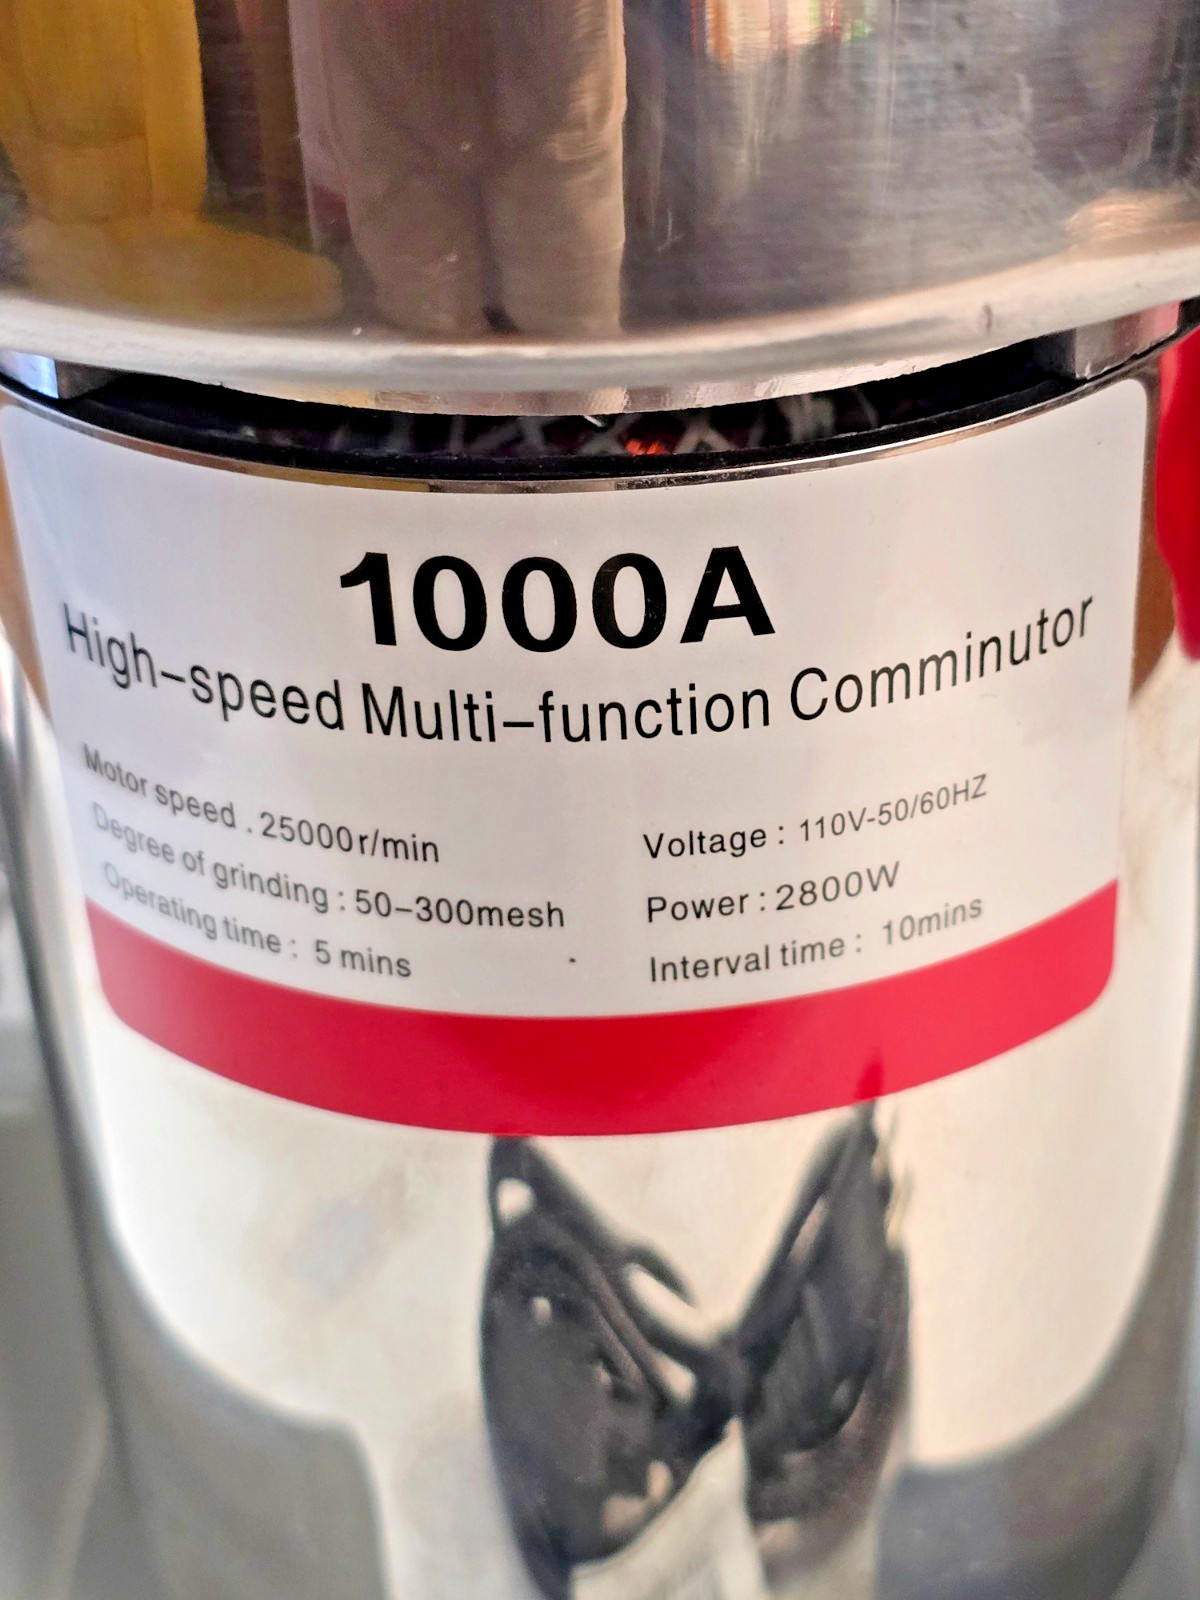 1000A
High-speed Multi-function Comminutor
Motor speed . 25000r/min
Degree of grinding : 50-300mesh
Operating time : 5 mins
Voltage : 110V-50/60HZ
Power : 2800W
Interval time : 10mins